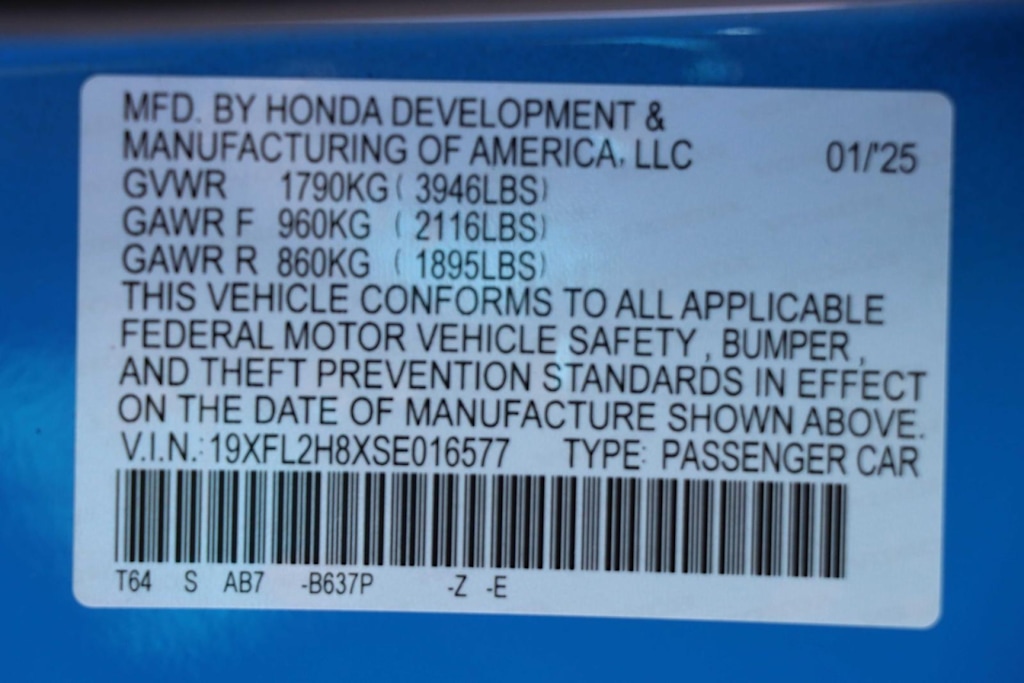 MFD. BY HONDA DEVELOPMENT &
MANUFACTURING OF AMERICA, LLC 01/'25
GVWR 1790KG ( 3946LBS)
GAWR F 960KG ( 2116LBS)
GAWR R 860KG ( 1895LBS)
THIS VEHICLE CONFORMS TO ALL APPLICABLE
FEDERAL MOTOR VEHICLE SAFETY , BUMPER ,
AND THEFT PREVENTION STANDARDS IN EFFECT
ON THE DATE OF MANUFACTURE SHOWN ABOVE.
V.I.N.: 19XFL2H8XSE016577 TYPE: PASSENGER CAR
T64 S AB7 -B637P -Z -E